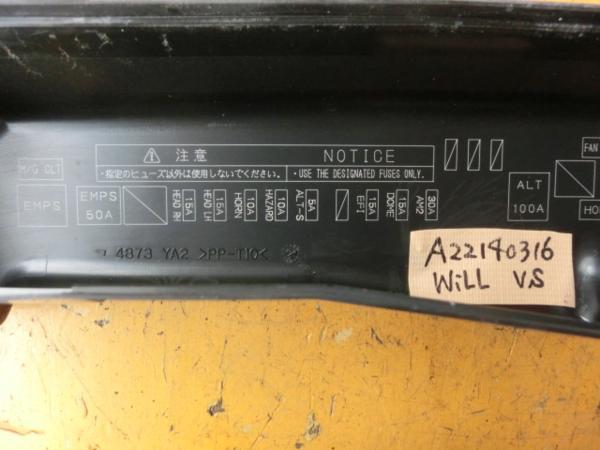 注意 NOTICE
・指定のヒューズ以外は使用しないでください。 ・USE THE DESIGNATED FUSES ONLY.
M/G CLT
EMPS
EMPS 50A
HEAD RH 15A
HEAD LH 15A
HORN 10A
HAZARD 10A
ALT-S 5A
EFI 15A
DOME 15A
AM2 30A
ALT 100A
FAN
HO
4873 YA2 >PP-T10<
A22140316
WiLL VS